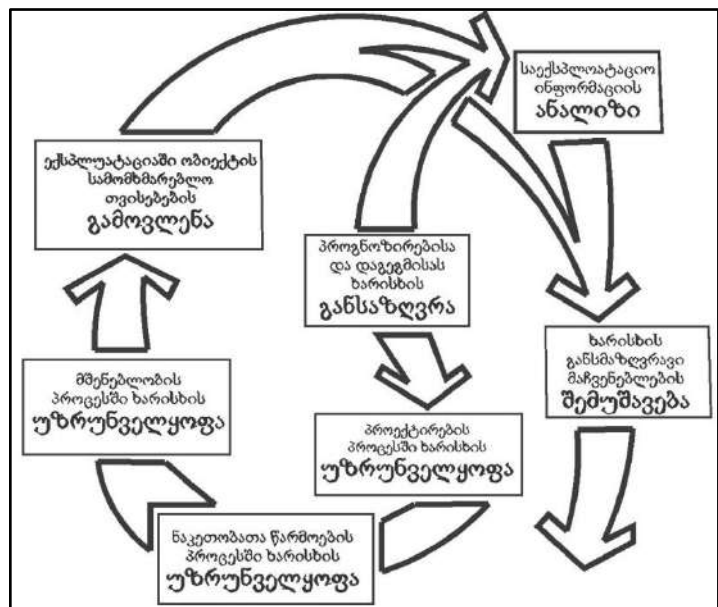 საექსპლოატაციო
ინფორმაციის
ანალიზი
ექსპლუატაციაში ობიექტის
სამომხმარებლო
თვისებების
გამოვლენა
პროგნოზირებისა
და დაგეგმისას
ხარისხის
განსაზღვრა
ხარისხის
განსმაზღვრავი
მაჩვენებლების
შემუშავება
მშენებლობის
პროცესში ხარისხის
უზრუნველყოფა
პროექტირების
პროცესში ხარისხის
უზრუნველყოფა
ნაკეთობათა წარმოების
პროცესში ხარისხის
უზრუნველყოფა